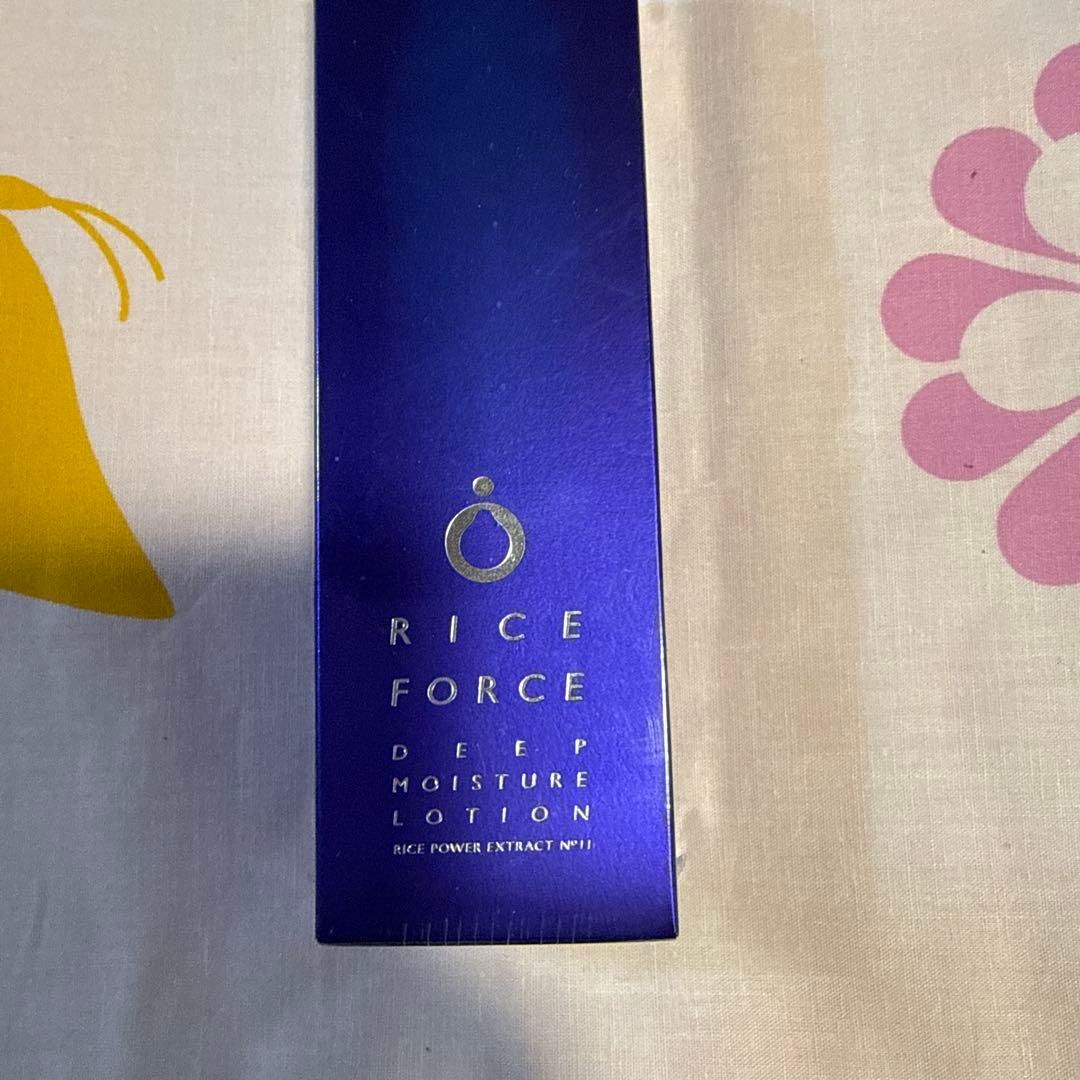 RICE
FORCE
DEEP
MOISTURE
LOTION
RICE POWER EXTRACT Nº11